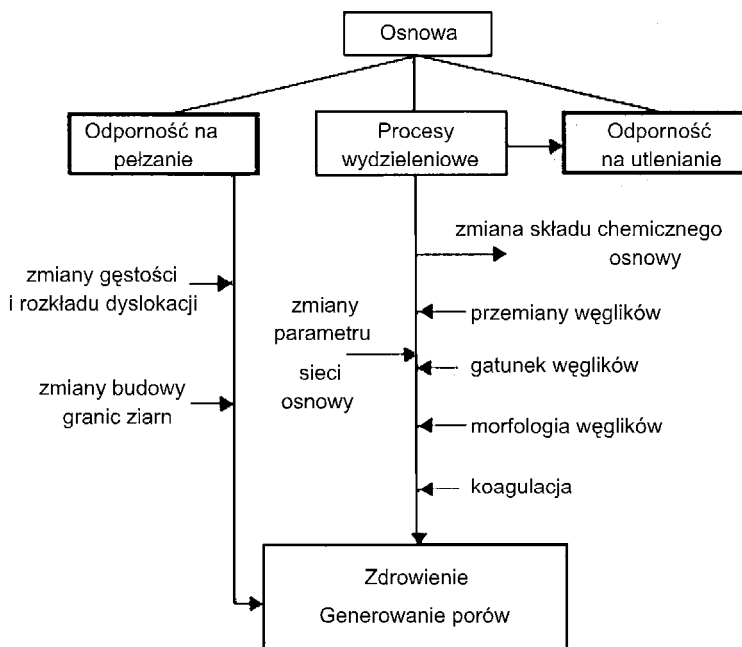 Osnowa
Odporność na
pełzanie
Procesy
wydzieleniowe
Odporność
na utlenianie
zmiana składu chemicznego
osnowy
zmiany gęstości
i rozkładu dyslokacji
zmiany
parametru
sieci
osnowy
przemiany węglików
gatunek węglików
zmiany budowy
granic ziarn
morfologia węglików
koagulacja
Zdrowienie
Generowanie porów